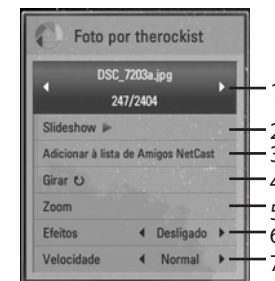 Foto por therockist
DSC_7203a.jpg
247/2404
1
Slideshow
2
Adicionar à lista de Amigos NetCast
3
Girar
4
Zoom
5
Efeitos Desligado
6
Velocidade Normal
7